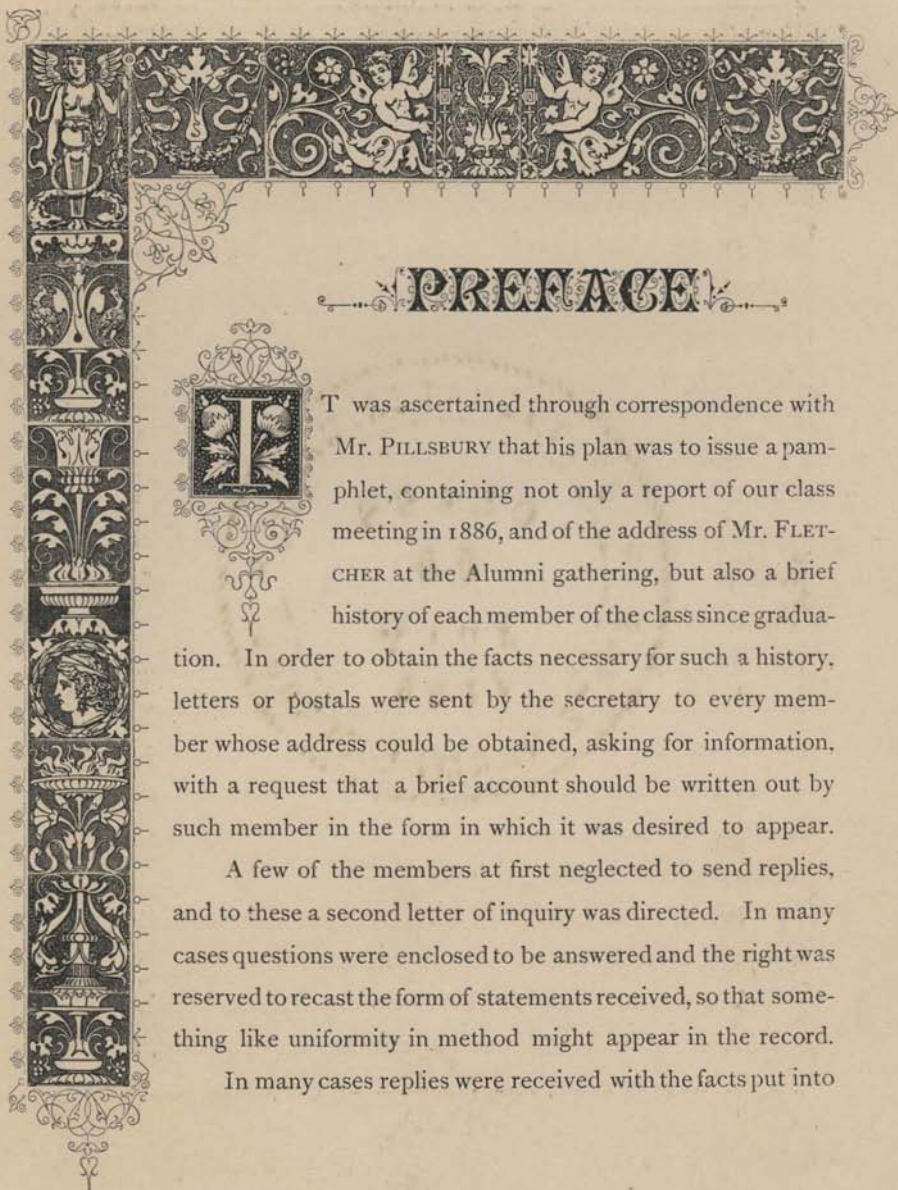 PREFACE
IT was ascertained through correspondence with
Mr. PILLSBURY that his plan was to issue a pam-
phlet, containing not only a report of our class
meeting in 1886, and of the address of Mr. FLET-
CHER at the Alumni gathering, but also a brief
history of each member of the class since gradua-
tion. In order to obtain the facts necessary for such a history,
letters or postals were sent by the secretary to every mem-
ber whose address could be obtained, asking for information,
with a request that a brief account should be written out by
such member in the form in which it was desired to appear.
A few of the members at first neglected to send replies,
and to these a second letter of inquiry was directed. In many
cases questions were enclosed to be answered and the right was
reserved to recast the form of statements received, so that some-
thing like uniformity in method might appear in the record.
In many cases replies were received with the facts put into